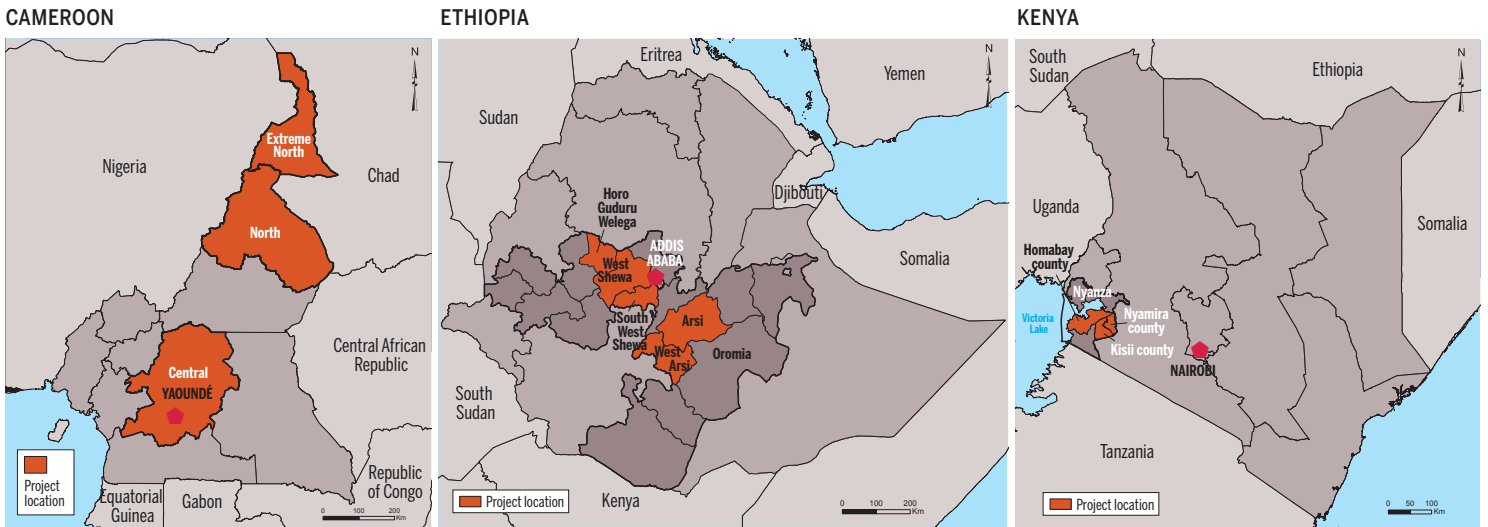 CAMEROON
N
Extreme
North
Nigeria
Chad
North
Central African
Republic
Central
YAOUNDÉ
Project
location
Equatorial
Guinea
Gabon
Republic
of Congo
0 100 200
Km
ETHIOPIA
N
Eritrea
Yemen
Sudan
Djibouti
Horo
Guduru
Welega
ADDIS
ABABA
West
Shewa
Somalia
South
West
Shewa
Arsi
West
Arsi
Oromia
South
Sudan
Kenya
Project location
0 100 200
Km
KENYA
N
South
Sudan
Ethiopia
Uganda
Somalia
Homabay
county
Nyanza
Victoria
Lake
Nyamira
county
Kisii county
NAIROBI
Tanzania
Project location
0 50 100
Km